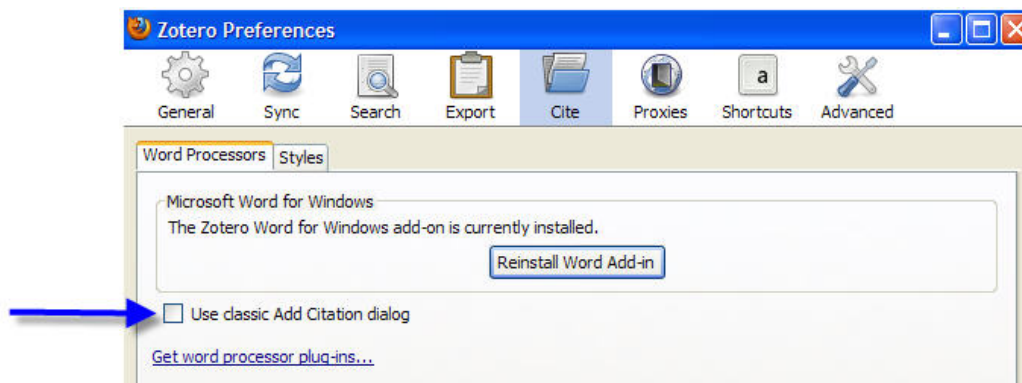 Zotero Preferences
General Sync Search Export Cite Proxies Shortcuts Advanced
Word Processors Styles
Microsoft Word for Windows
The Zotero Word for Windows add-on is currently installed.
Reinstall Word Add-in
Use classic Add Citation dialog
Get word processor plug-ins...